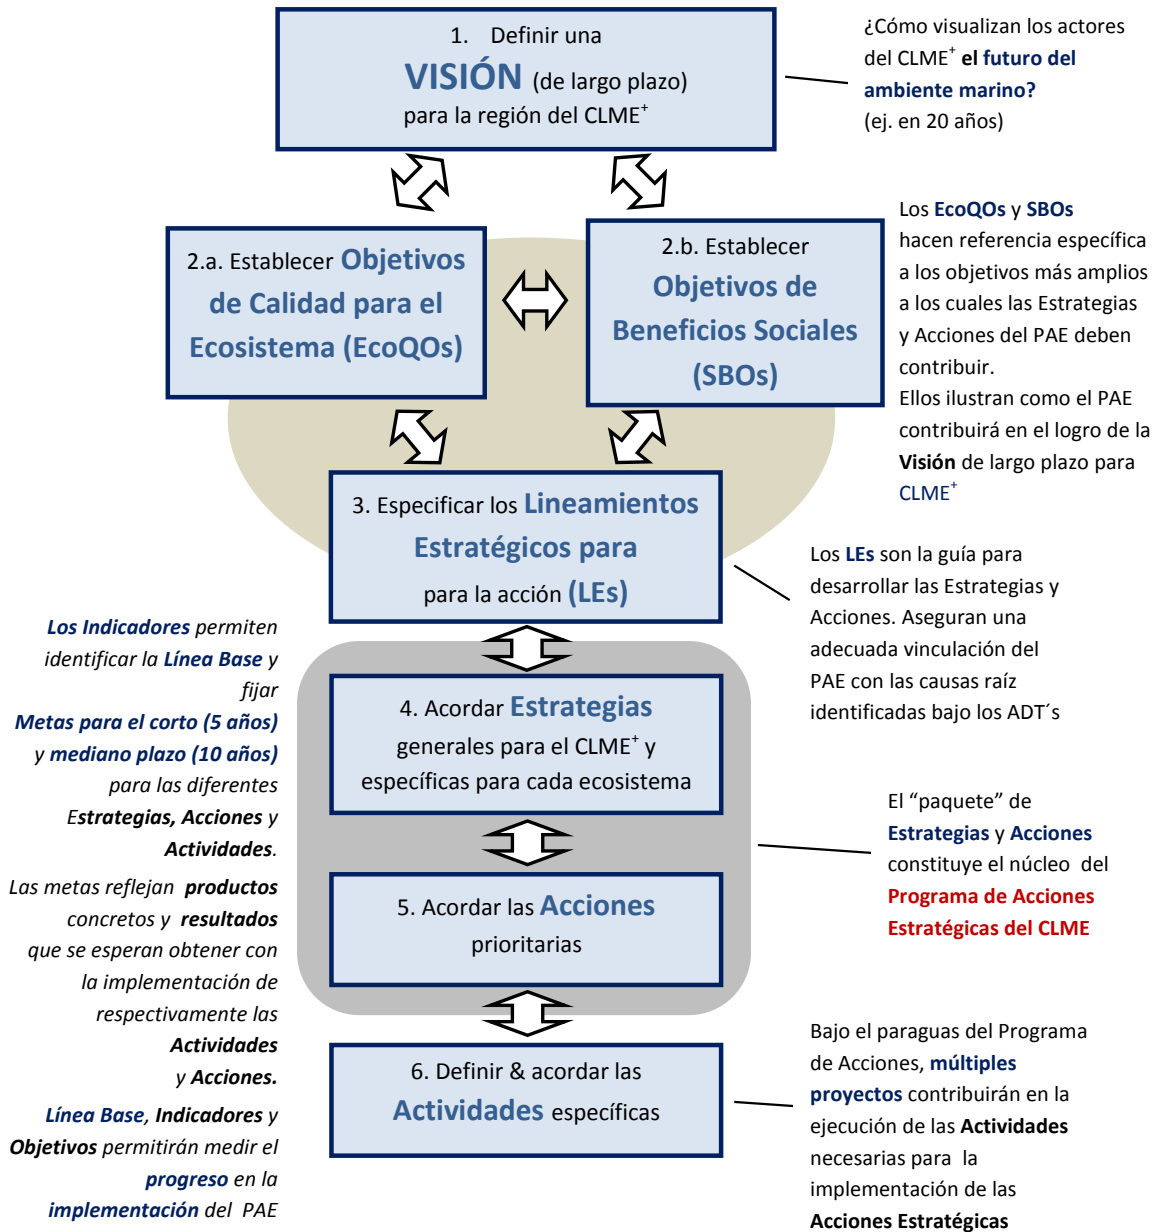 1. Definir una
VISIÓN (de largo plazo)
para la región del CLME+
¿Cómo visualizan los actores
del CLME+ el futuro del
ambiente marino?
(ej. en 20 años)
2.a. Establecer Objetivos
de Calidad para el
Ecosistema (EcoQOs)
2.b. Establecer
Objetivos de
Beneficios Sociales
(SBOs)
Los EcoQOs y SBOs
hacen referencia específica
a los objetivos más amplios
a los cuales las Estrategias
y Acciones del PAE deben
contribuir.
Ellos ilustran como el PAE
contribuirá en el logro de la
Visión de largo plazo para
CLME+
3. Especificar los Lineamientos
Estratégicos para
para la acción (LEs)
Los LEs son la guía para
desarrollar las Estrategias y
Acciones. Aseguran una
adecuada vinculación del
PAE con las causas raíz
identificadas bajo los ADT´s
Los Indicadores permiten
identificar la Línea Base y
fijar
Metas para el corto (5 años)
y mediano plazo (10 años)
para las diferentes
Estrategias, Acciones y
Actividades.
Las metas reflejan productos
concretos y resultados
que se esperan obtener con
la implementación de
respectivamente las
Actividades
y Acciones.
Línea Base, Indicadores y
Objetivos permitirán medir el
progreso en la
implementación del PAE
4. Acordar Estrategias
generales para el CLME+ y
específicas para cada ecosistema
5. Acordar las Acciones
prioritarias
El “paquete” de
Estrategias y Acciones
constituye el núcleo del
Programa de Acciones
Estratégicas del CLME
6. Definir & acordar las
Actividades específicas
Bajo el paraguas del Programa
de Acciones, múltiples
proyectos contribuirán en la
ejecución de las Actividades
necesarias para la
implementación de las
Acciones Estratégicas